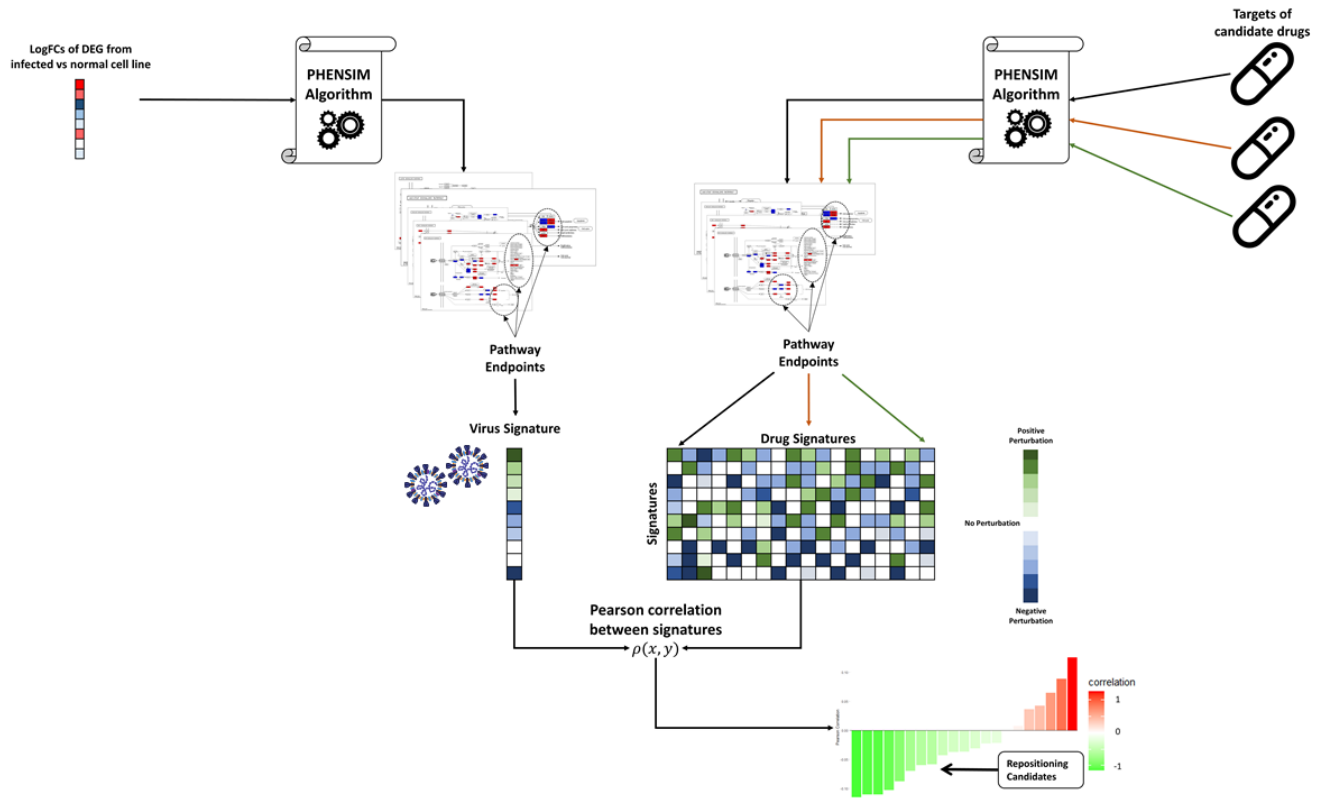 LogFCs of DEG from
infected vs normal cell line
PHENSIM
Algorithm
PHENSIM
Algorithm
Targets of
candidate drugs
Pathway
Endpoints
Pathway
Endpoints
Virus Signature
Drug Signatures
Signatures
Positive
Perturbation
No Perturbation
Negative
Perturbation
Pearson correlation
between signatures
ρ(x, y)
Pearson Correlation
correlation
1
0
-1
Repositioning
Candidates